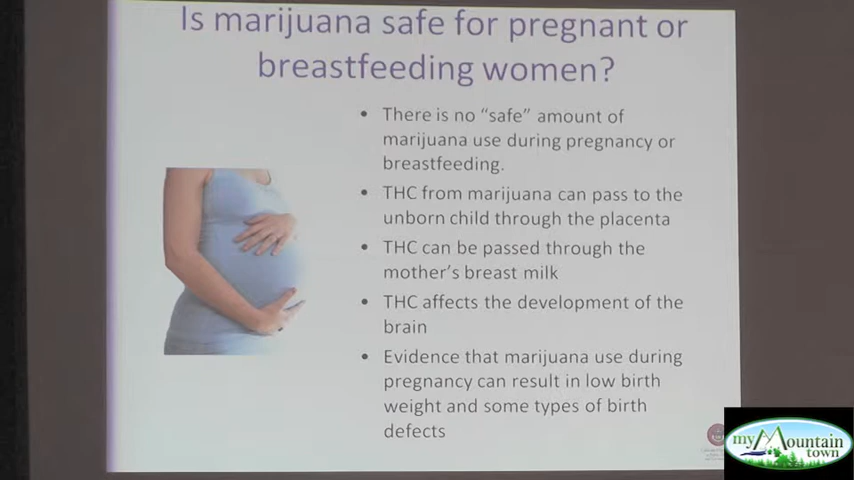 Is marijuana safe for pregnant or
breastfeeding women?
• There is no “safe” amount of
marijuana use during pregnancy or
breastfeeding.
• THC from marijuana can pass to the
unborn child through the placenta
• THC can be passed through the
mother's breast milk
• THC affects the development of the
brain
• Evidence that marijuana use during
pregnancy can result in low birth
weight and some types of birth
defects
my Mountain
town